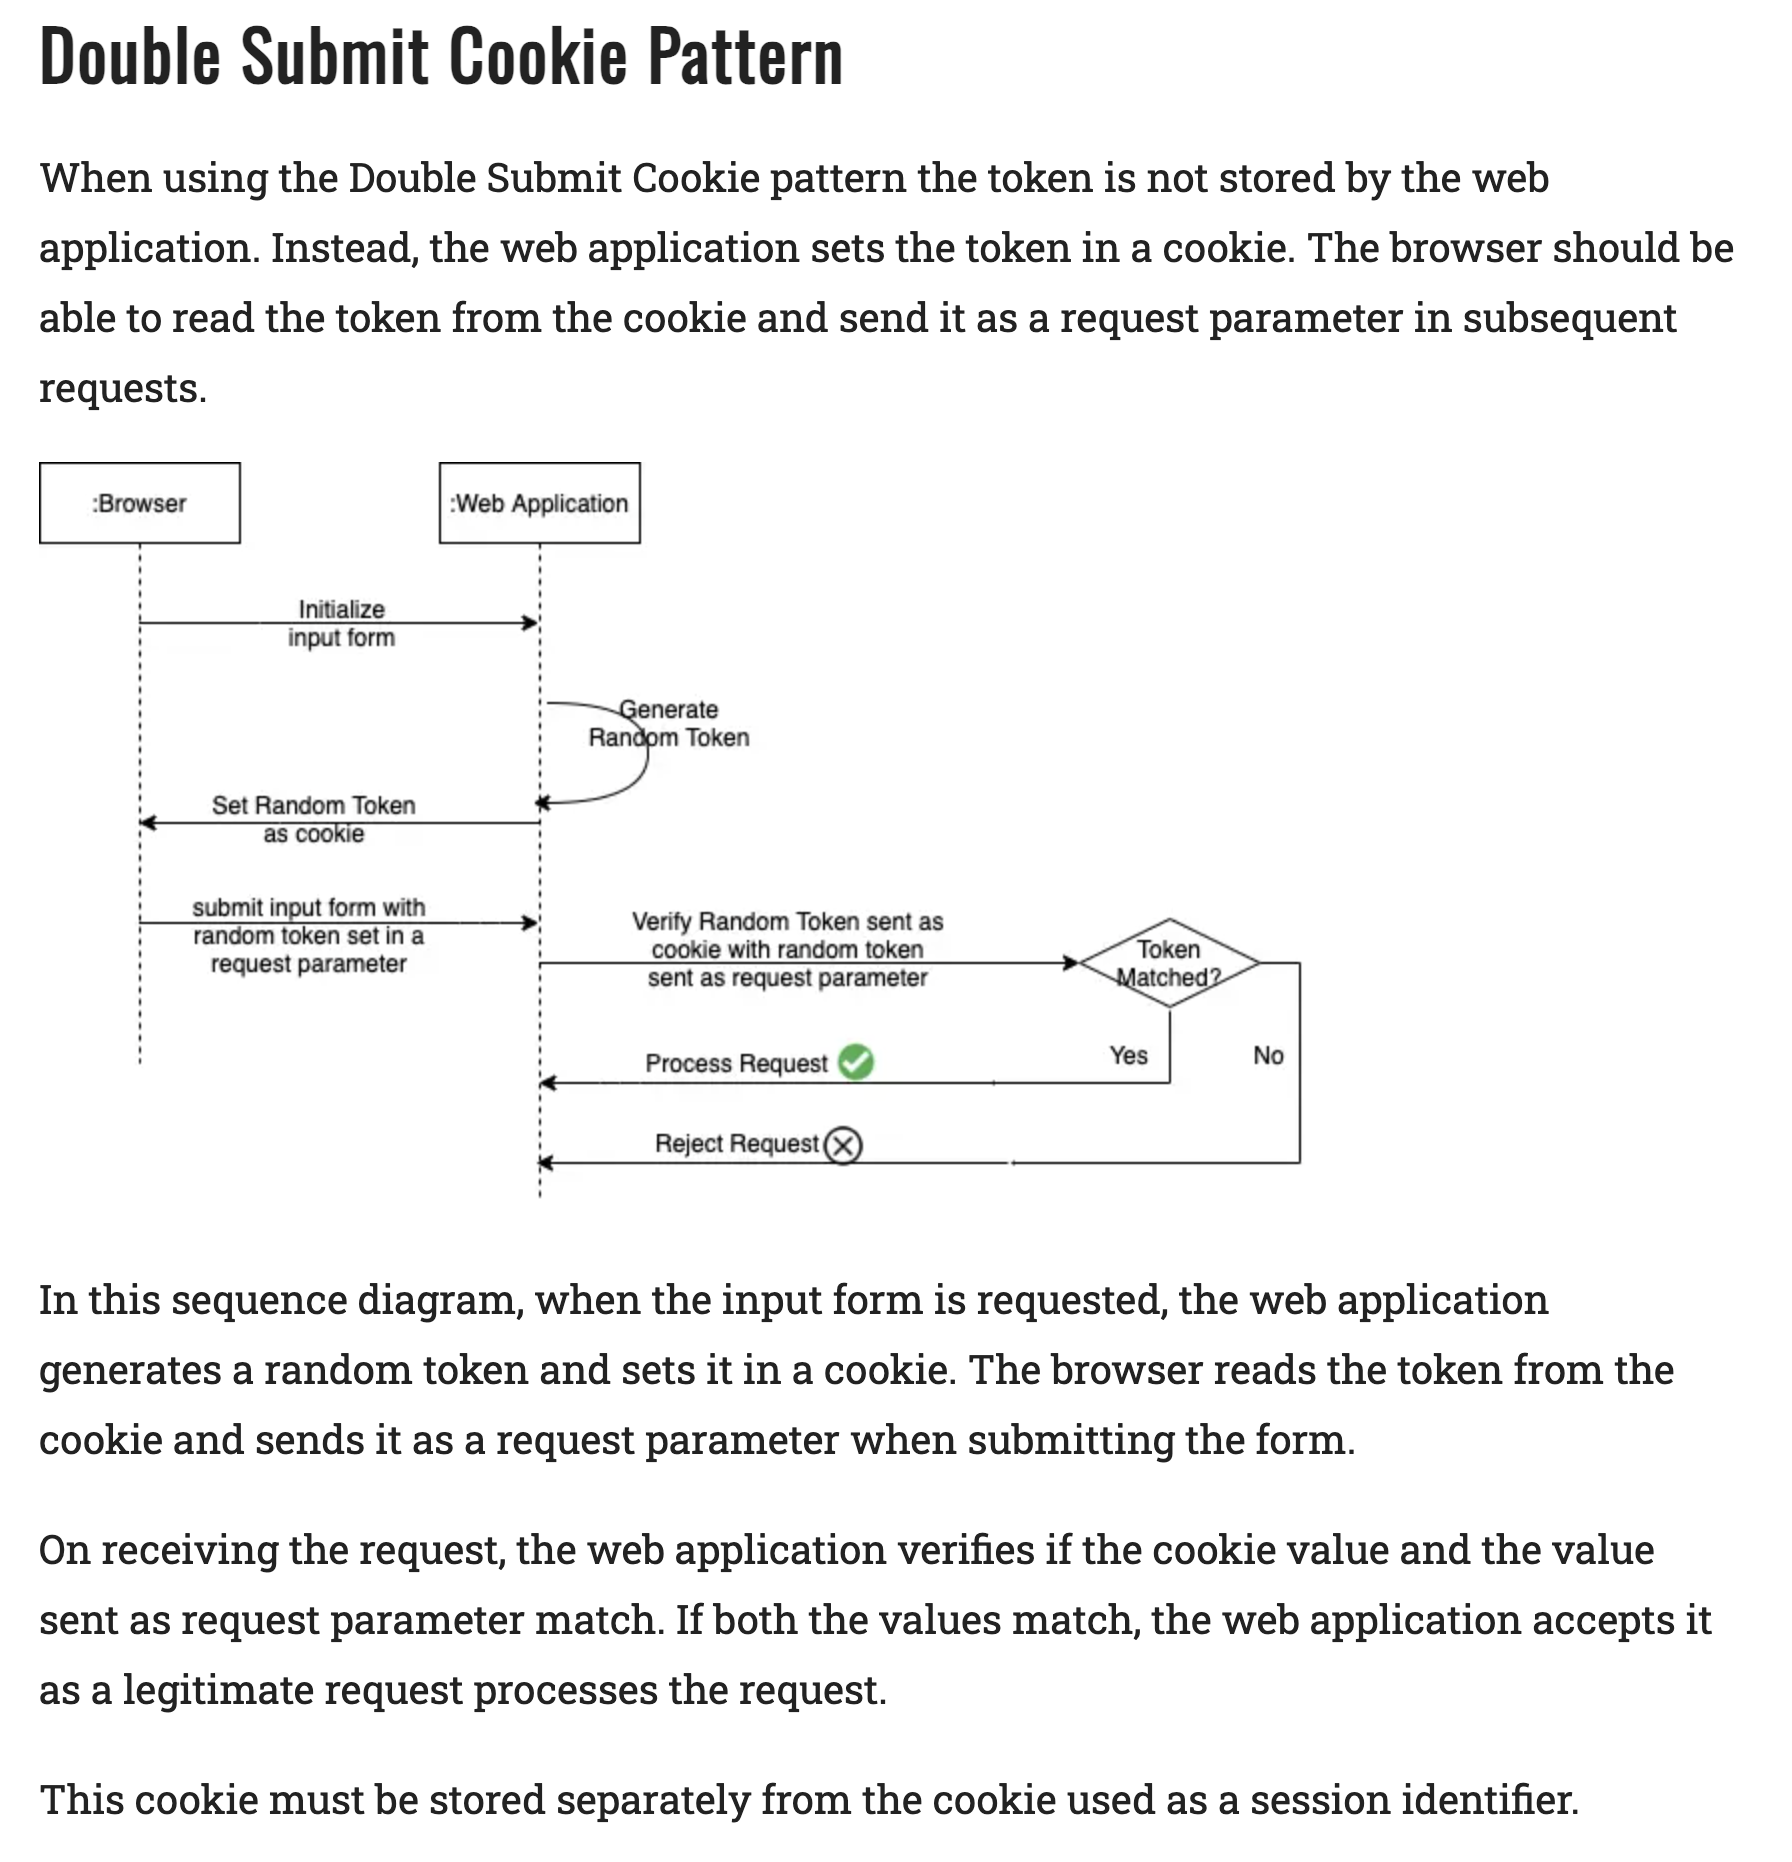 Double Submit Cookie Pattern
When using the Double Submit Cookie pattern the token is not stored by the web
application. Instead, the web application sets the token in a cookie. The browser should be
able to read the token from the cookie and send it as a request parameter in subsequent
requests.
:Browser
:Web Application
Initialize
input form
Generate
Random Token
Set Random Token
as cookie
submit input form with
random token set in a
request parameter
Verify Random Token sent as
cookie with random token
sent as request parameter
Token
Matched?
Yes
No
Process Request
Reject Request
In this sequence diagram, when the input form is requested, the web application
generates a random token and sets it in a cookie. The browser reads the token from the
cookie and sends it as a request parameter when submitting the form.
On receiving the request, the web application verifies if the cookie value and the value
sent as request parameter match. If both the values match, the web application accepts it
as a legitimate request processes the request.
This cookie must be stored separately from the cookie used as a session identifier.